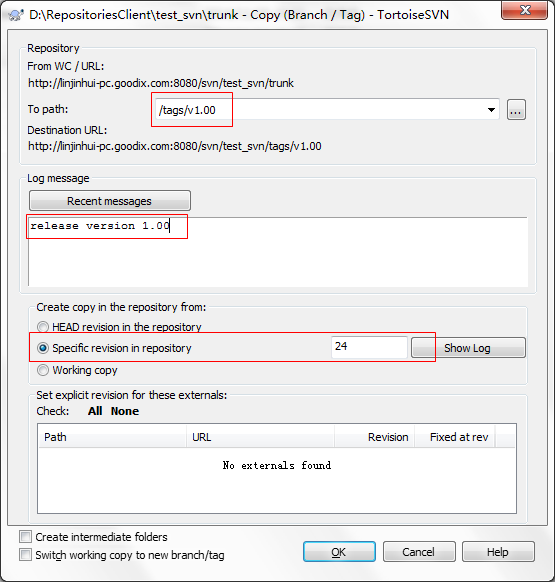 D:\RepositoriesClient\test_svn\trunk - Copy (Branch / Tag) - TortoiseSVN
Repository
From WC / URL:
http://linjinhui-pc.goodix.com:8080/svn/test_svn/trunk
To path: /tags/v1.00 ...
Destination URL:
http://linjinhui-pc.goodix.com:8080/svn/test_svn/tags/v1.00
Log message
Recent messages
release version 1.00
Create copy in the repository from:
HEAD revision in the repository
Specific revision in repository 24 Show Log
Working copy
Set explicit revision for these externals:
Check: All None
Path URL Revision Fixed at rev
No externals found
Create intermediate folders
Switch working copy to new branch/tag
OK Cancel Help